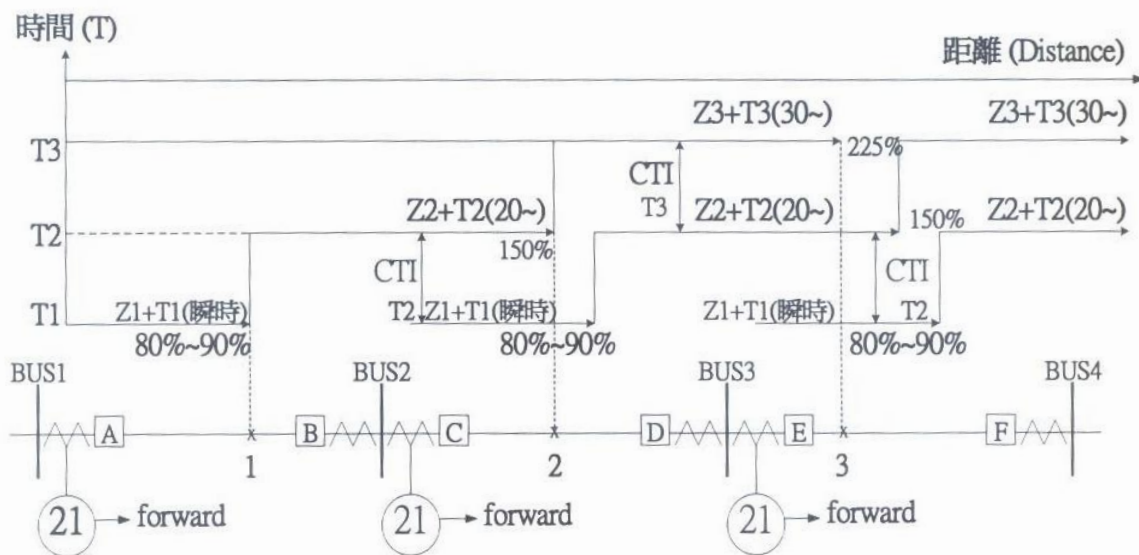 時間 (T)
距離 (Distance)
Z3+T3(30~) Z3+T3(30~)
T3 225%
CTI
T3
Z2+T2(20~) Z2+T2(20~) Z2+T2(20~)
T2 150% 150%
CTI CTI
T1 Z1+T1(瞬時) T2 Z1+T1(瞬時) Z1+T1(瞬時) T2
80%~90% 80%~90% 80%~90%
BUS1 BUS2 BUS3 BUS4
A B C D E F
x x x
1 2 3
21 forward 21 forward 21 forward